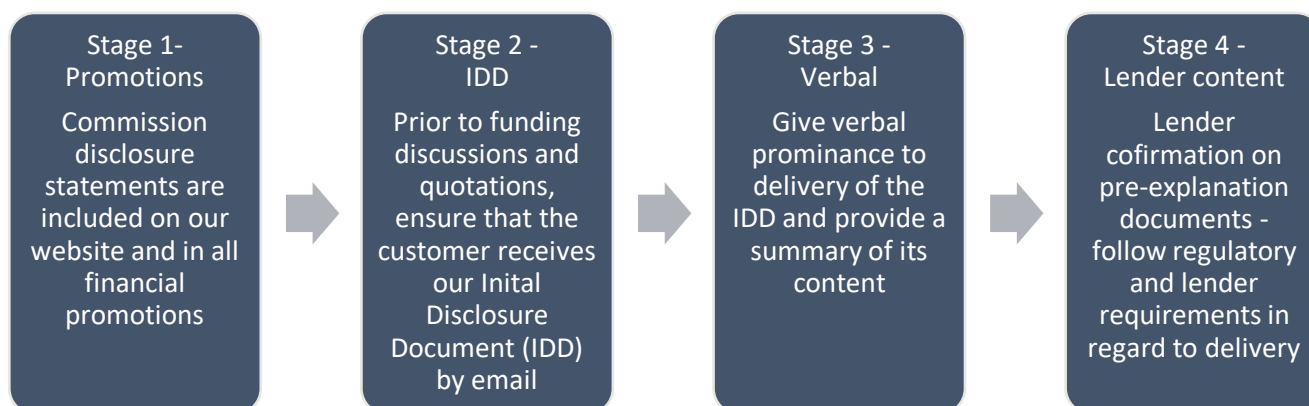 Stage 1-
Promotions
Commission
disclosure
statements are
included on our
website and in all
financial
promotions
Stage 2 -
IDD
Prior to funding
discussions and
quotations,
ensure that the
customer receives
our Inital
Disclosure
Document (IDD)
by email
Stage 3 -
Verbal
Give verbal
prominance to
delivery of the
IDD and provide a
summary of its
content
Stage 4 -
Lender content
Lender
cofirmation on
pre-explanation
documents -
follow regulatory
and lender
requirements in
regard to delivery